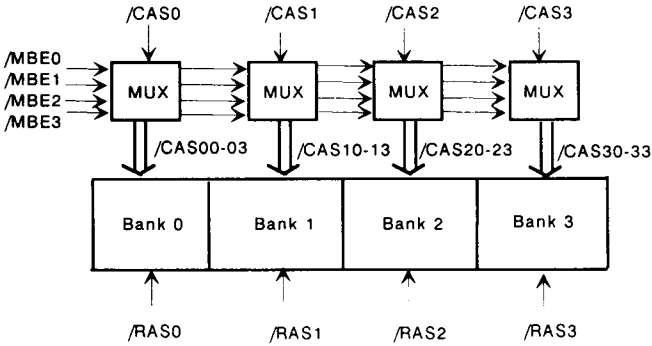 /CAS0 /CAS1 /CAS2 /CAS3
/MBE0
/MBE1
/MBE2
/MBE3
MUX MUX MUX MUX
/CAS00-03 /CAS10-13 /CAS20-23 /CAS30-33
Bank 0 Bank 1 Bank 2 Bank 3
/RAS0 /RAS1 /RAS2 /RAS3